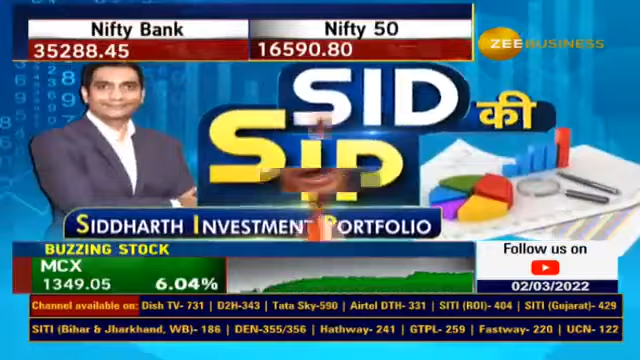 Nifty Bank
35288.45
Nifty 50
16590.80
ZEE BUSINESS
SID की
SIP
SIDDHARTH INVESTMENT PORTFOLIO
BUZZING STOCK
MCX
1349.05 6.04%
Follow us on
02/03/2022
Channel available on: Dish TV- 731 | D2H-343 | Tata Sky-590 | Airtel DTH- 331 | SITI (ROI)- 404 | SITI (Gujarat)- 429
SITI (Bihar & Jharkhand, WB)- 186 | DEN-355/356 | Hathway- 241 | GTPL- 259 | Fastway- 220 | UCN- 122